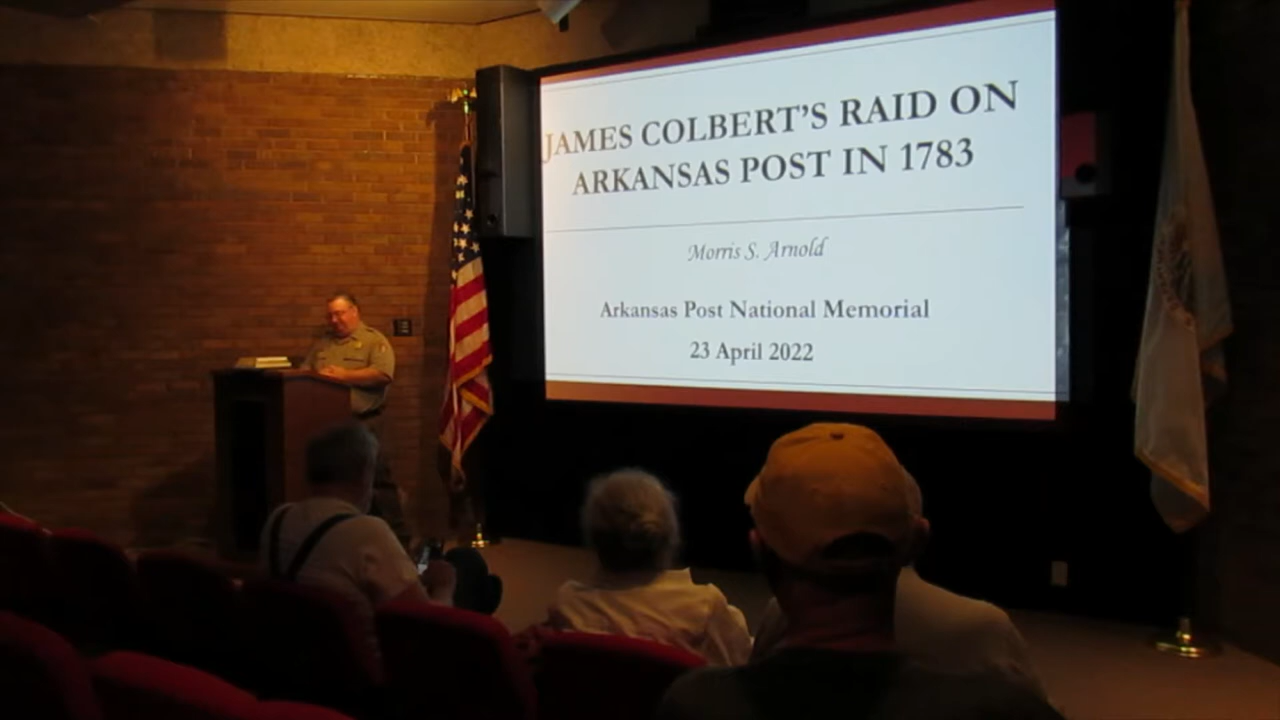 JAMES COLBERT'S RAID ON
ARKANSAS POST IN 1783
Morris S. Arnold
Arkansas Post National Memorial
23 April 2022